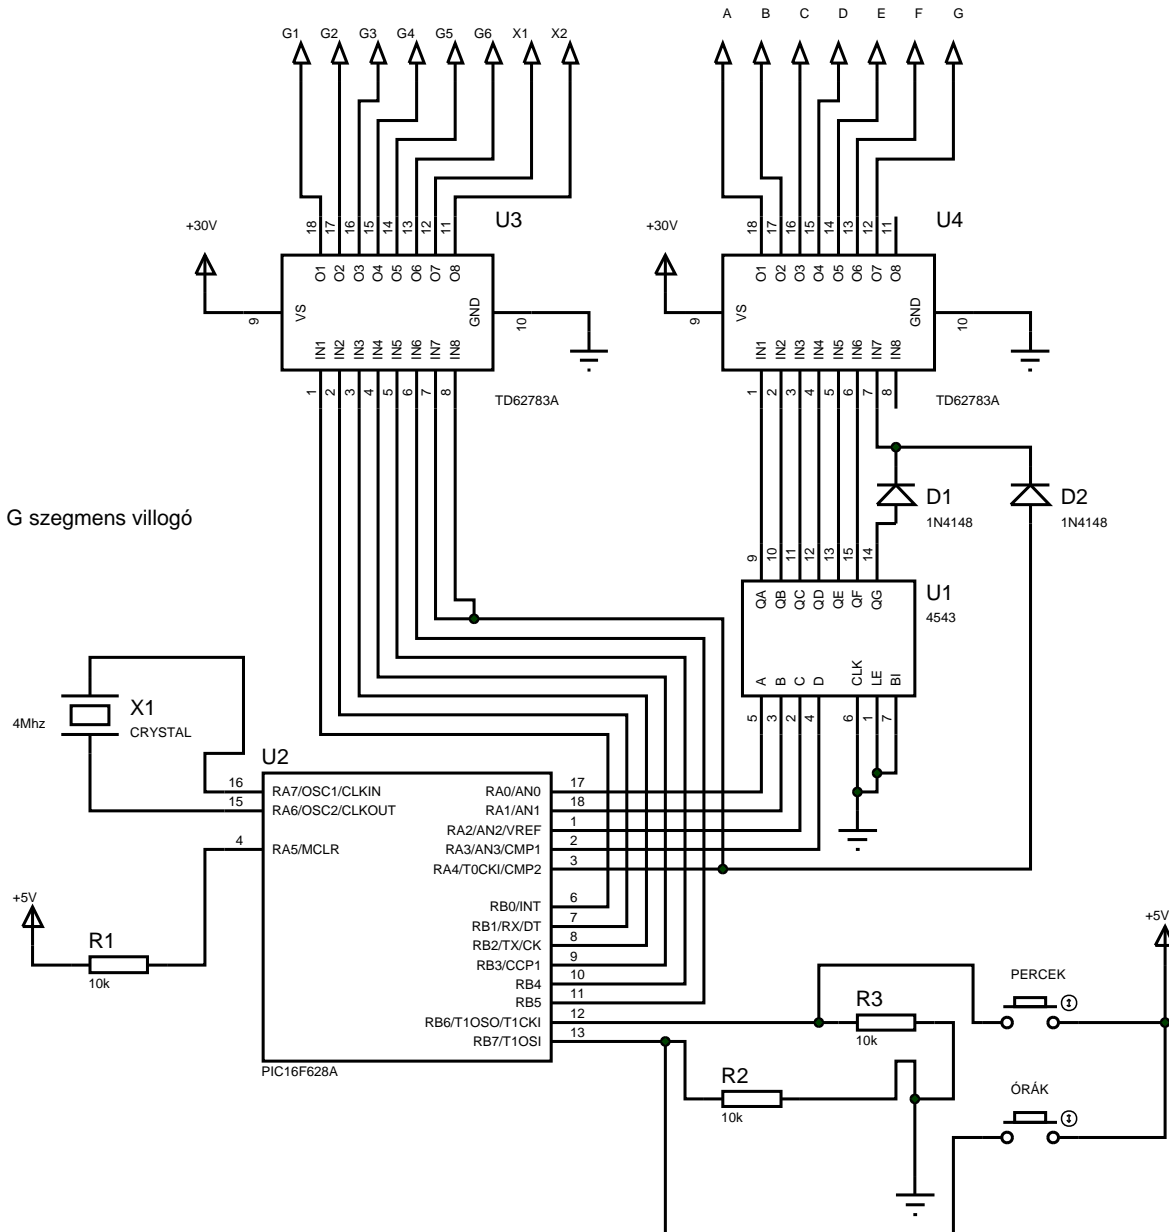 G1 G2 G3 G4 G5 G6 X1 X2
A B C D E F G
18 17 16 15 14 13 12 11
U3
+30V
O1 O2 O3 O4 O5 O6 O7 O8
VS
GND
9
10
IN1 IN2 IN3 IN4 IN5 IN6 IN7 IN8
1 2 3 4 5 6 7 8
TD62783A
18 17 16 15 14 13 12 11
U4
+30V
O1 O2 O3 O4 O5 O6 O7 O8
VS
GND
9
10
IN1 IN2 IN3 IN4 IN5 IN6 IN7 IN8
1 2 3 4 5 6 7 8
TD62783A
D1
1N4148
D2
1N4148
G szegmens villogó
9 10 11 12 13 15 14
QA QB QC QD QE QF QG
U1
4543
A B C D CLK LE BI
5 3 2 4 6 1 7
X1
4Mhz
CRYSTAL
U2
16 RA7/OSC1/CLKIN
15 RA6/OSC2/CLKOUT
4 RA5/MCLR
RA0/AN0 17
RA1/AN1 18
RA2/AN2/VREF 1
RA3/AN3/CMP1 2
RA4/T0CKI/CMP2 3
RB0/INT 6
RB1/RX/DT 7
RB2/TX/CK 8
RB3/CCP1 9
RB4 10
RB5 11
RB6/T1OSO/T1CKI 12
RB7/T1OSI 13
PIC16F628A
+5V
R1
10k
+5V
PERCEK
R3
10k
R2
10k
ÓRÁK